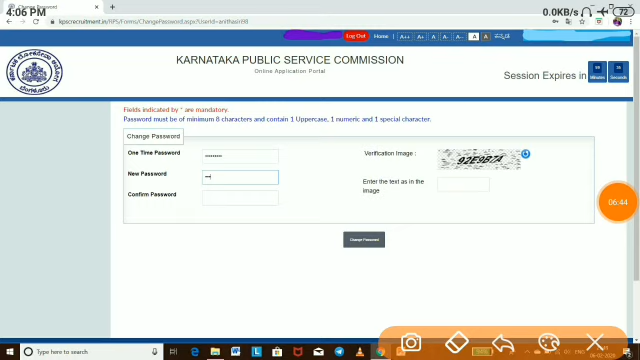 4:06 PM
0.0KB/s
72
Change Password
kpscrecruitment.in/RPS/Forms/ChangePassword.aspx?UserId=anithasiri98
Log Out Home A++ A+ A A- A-- A A ಕನ್ನಡ
KARNATAKA PUBLIC SERVICE COMMISSION
Online Application Portal
Session Expires in
Minutes Seconds
Fields indicated by * are mandatory.
Password must be of minimum 8 characters and contain 1 Uppercase, 1 numeric and 1 special character.
Change Password
One Time Password ••••••••
Verification Image : 92E9B7A
New Password
Enter the text as in the
image
Confirm Password
06:44
Change Password
Type here to search